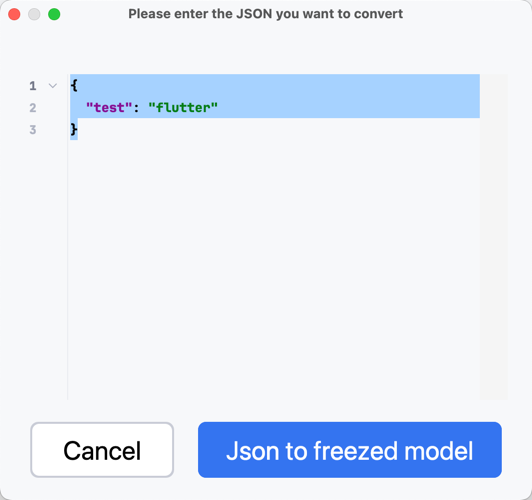 Please enter the JSON you want to convert
1 {
2 "test": "flutter"
3 }
Cancel
Json to freezed model